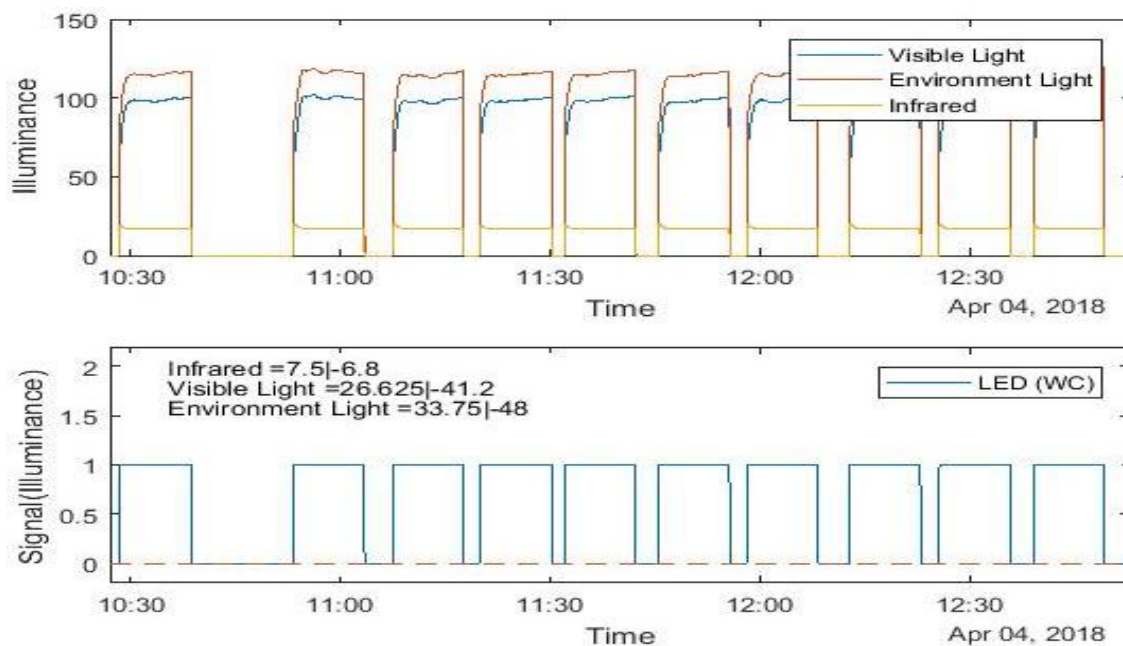 150
100
50
0
Illuminance
Visible Light
Environment Light
Infrared
10:30 11:00 11:30 12:00 12:30
Time
Apr 04, 2018
2
1.5
1
0.5
0
Signal(Illuminance)
Infrared =7.5|-6.8
Visible Light =26.625|-41.2
Environment Light =33.75|-48
LED (WC)
10:30 11:00 11:30 12:00 12:30
Time
Apr 04, 2018